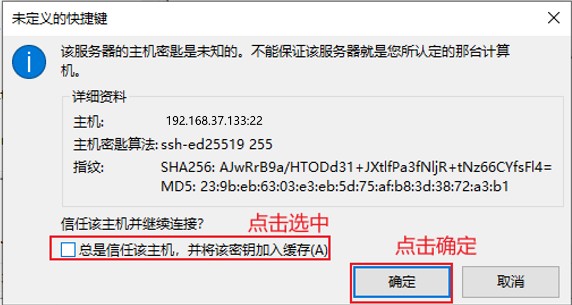 未定义的快捷键
该服务器的主机密匙是未知的。不能保证该服务器就是您所认定的那台计算
机。
详细资料
主机: 192.168.37.133:22
主机密匙算法: ssh-ed25519 255
指纹: SHA256: AJwRrB9a/HTODd31+JXtlfPa3fNljR+tNz66CYfsFl4=
MD5: 23:9b:eb:63:03:e3:eb:5d:75:af:b8:3d:38:72:a3:b1
信任该主机并继续连接?
点击选中
总是信任该主机，并将该密钥加入缓存(A)
点击确定
确定
取消